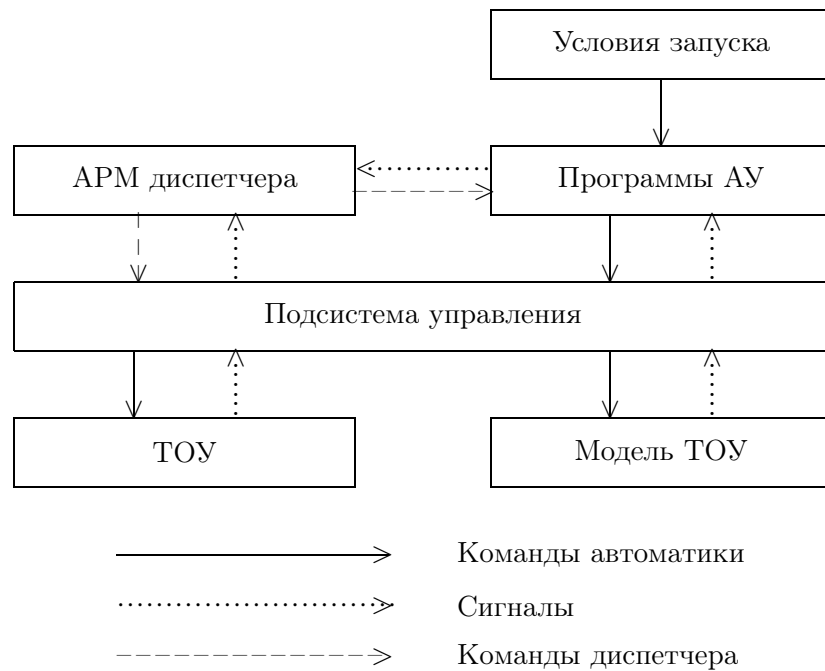 Условия запуска
АРМ диспетчера
Программы АУ
Подсистема управления
ТОУ
Модель ТОУ
Команды автоматики
Сигналы
Команды диспетчера